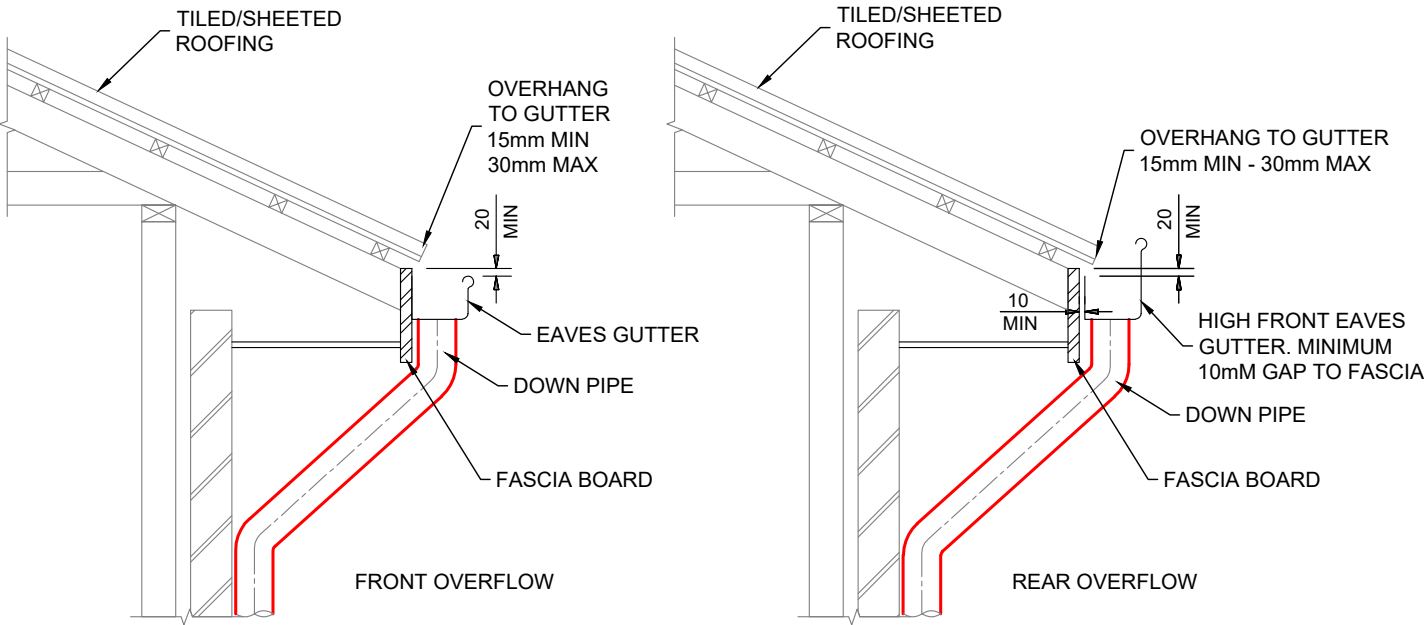 TILED/SHEETED
ROOFING
OVERHANG
TO GUTTER
15mm MIN
30mm MAX
20
MIN
EAVES GUTTER
DOWN PIPE
FASCIA BOARD
FRONT OVERFLOW
TILED/SHEETED
ROOFING
OVERHANG TO GUTTER
15mm MIN - 30mm MAX
20
MIN
10
MIN
HIGH FRONT EAVES
GUTTER. MINIMUM
10mM GAP TO FASCIA
DOWN PIPE
FASCIA BOARD
REAR OVERFLOW